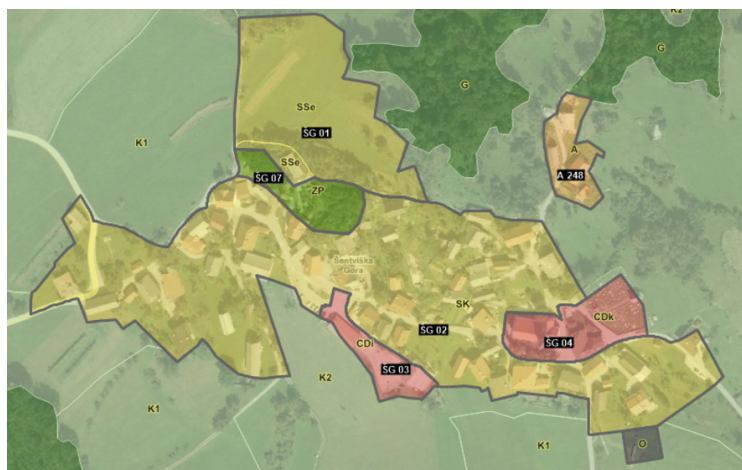 K2
G
G
SSe
ŠG 01
K1
A
SSe
A 248
ŠG 07
ZP
Šentviška
Gora
SK
CDk
ŠG 02
CDi
ŠG 04
ŠG 03
K2
K1
O
K1